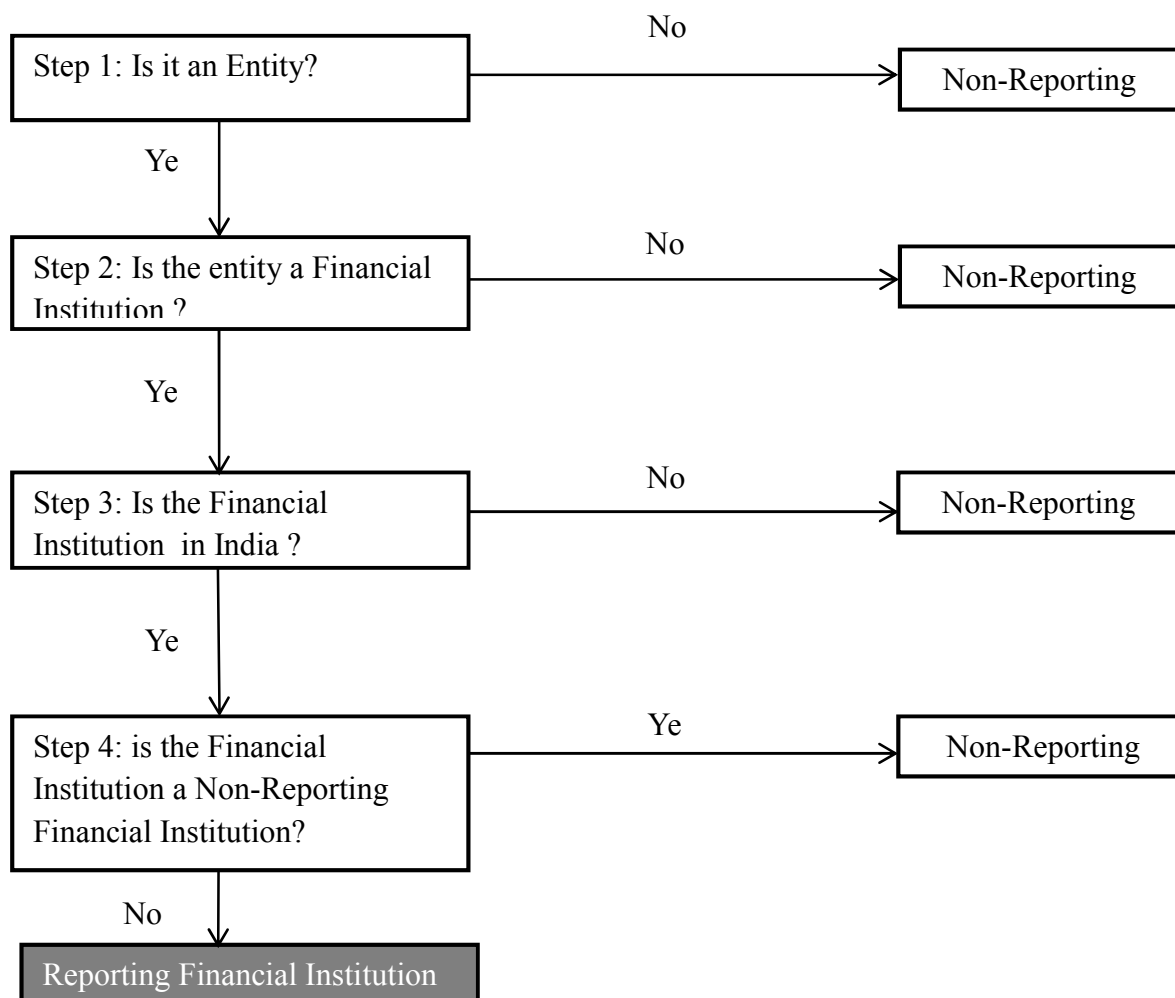 No
Step 1: Is it an Entity?
Non-Reporting
Ye
No
Step 2: Is the entity a Financial
Institution ?
Non-Reporting
Ye
No
Step 3: Is the Financial
Institution in India ?
Non-Reporting
Ye
Ye
Step 4: is the Financial
Institution a Non-Reporting
Financial Institution?
Non-Reporting
No
Reporting Financial Institution